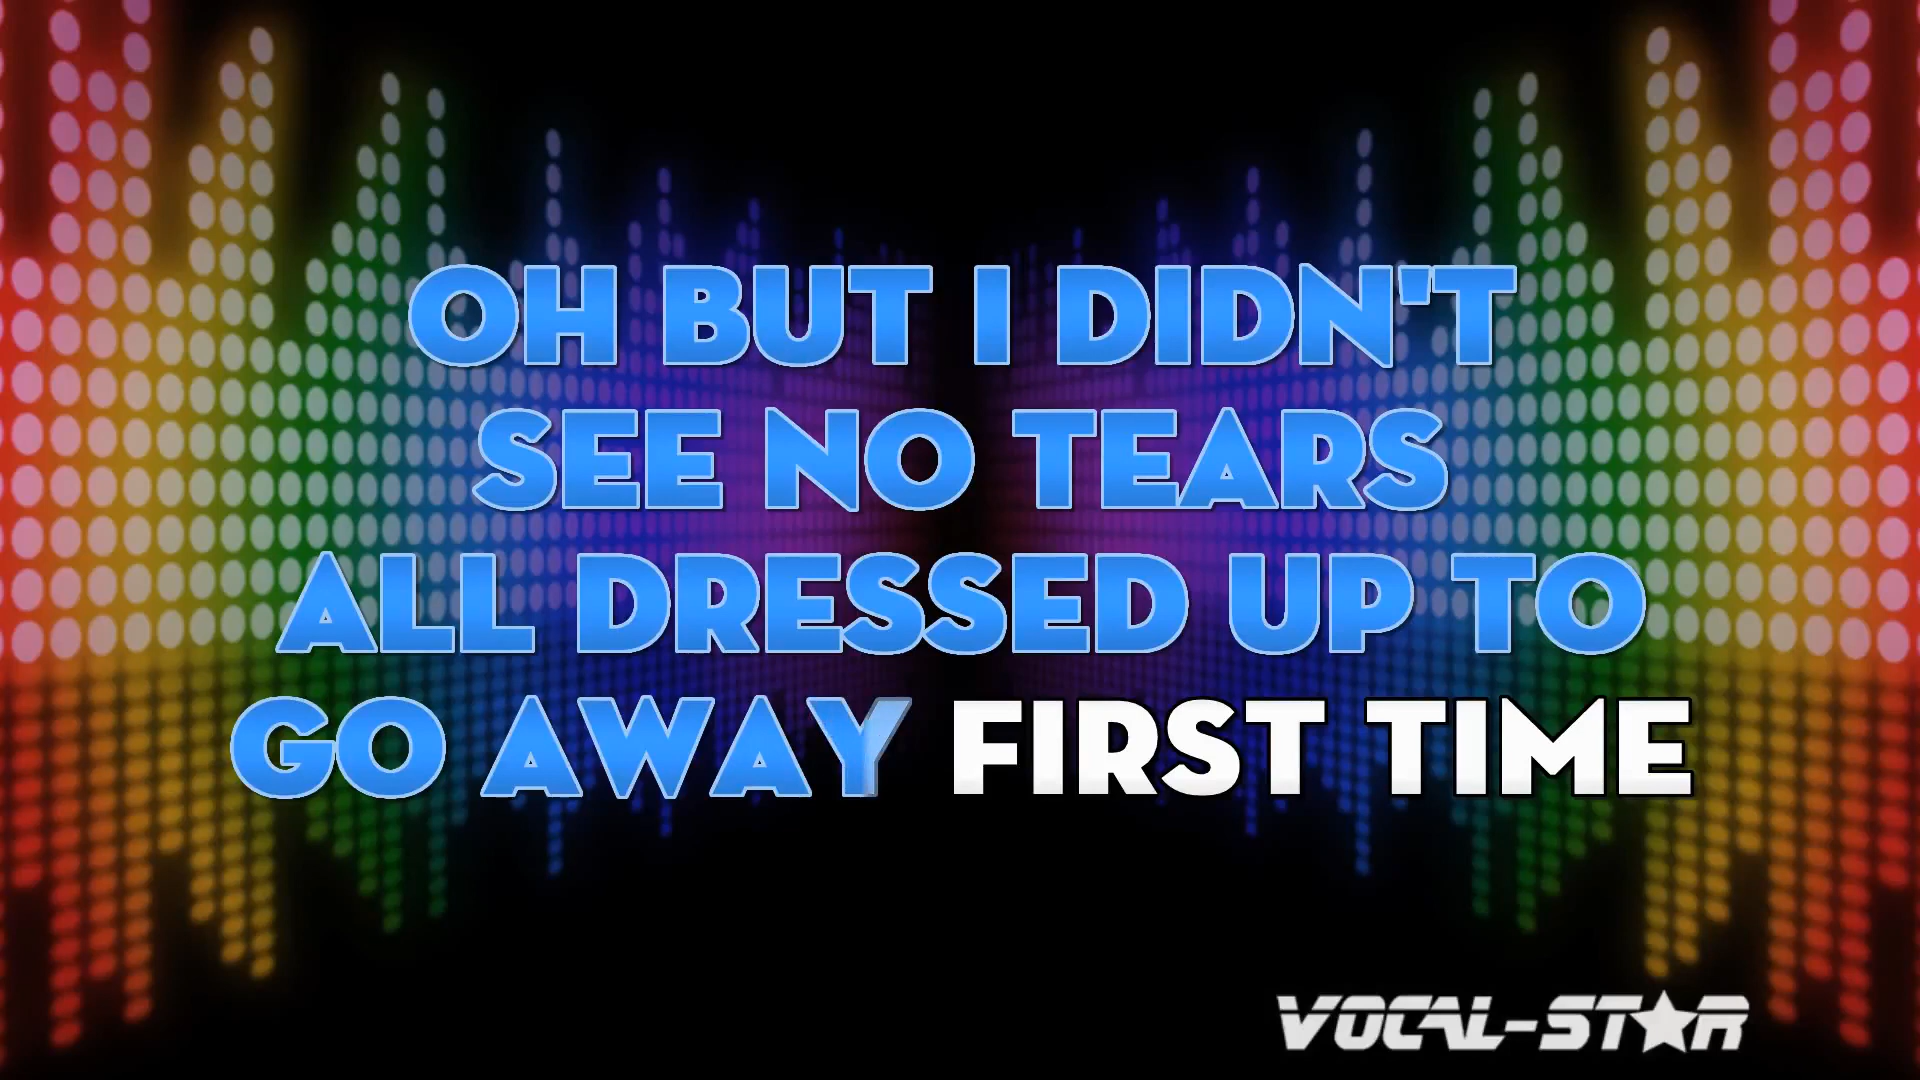 OH BUT I DIDN'T
SEE NO TEARS
ALL DRESSED UP TO
GO AWAY FIRST TIME
VOCAL-STAR